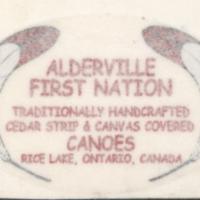 ALDERVILLE
FIRST NATION
TRADITIONALLY HANDCRAFTED
CEDAR STRIP & CANVAS COVERED
CANOES
RICE LAKE, ONTARIO, CANADA